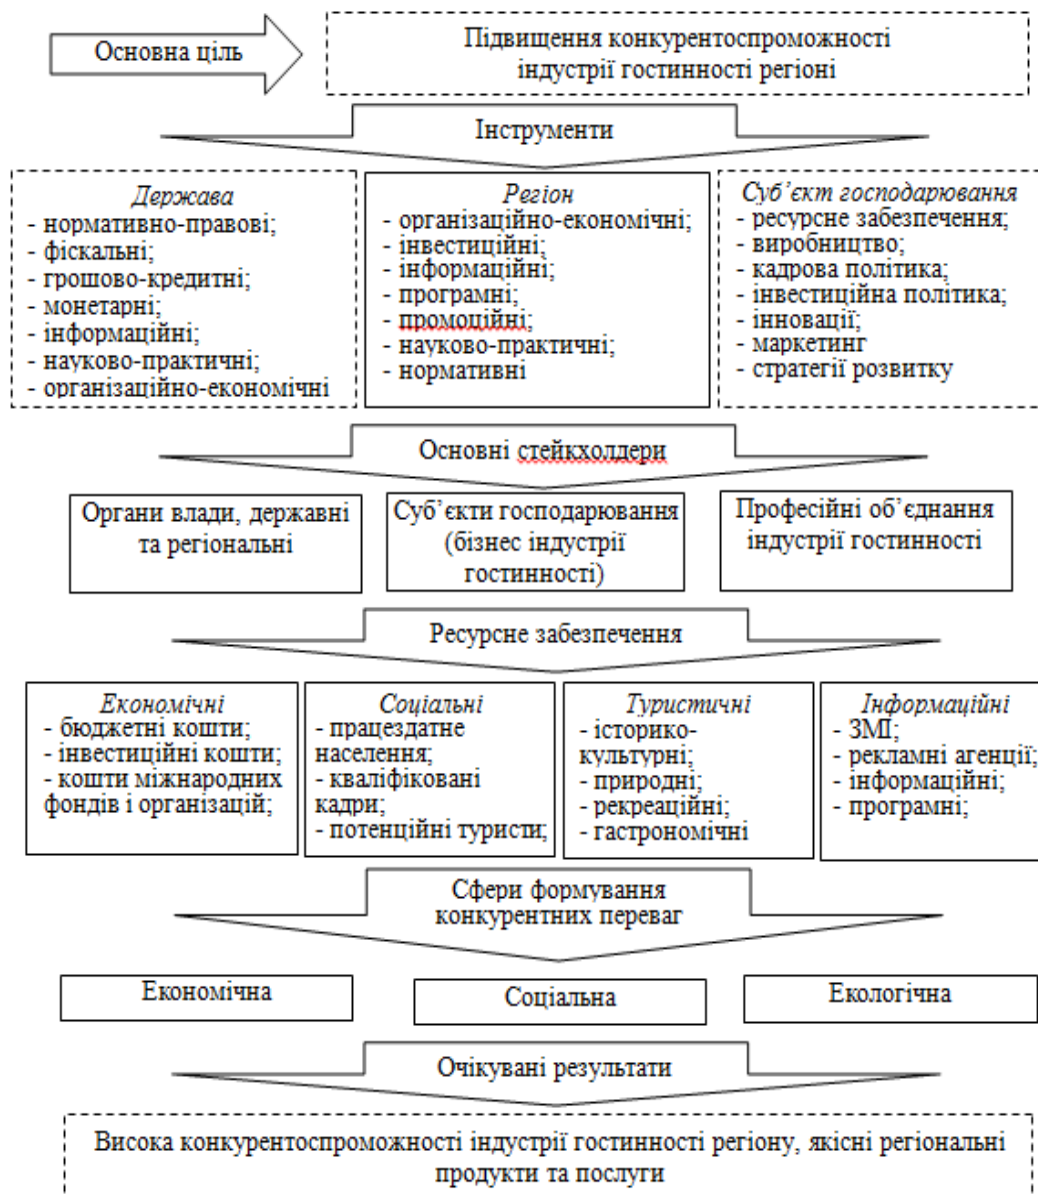 Основна ціль
Підвищення конкурентоспроможності
індустрії гостинності регіоні
Інструменти
Держава
- нормативно-правові;
- фіскальні;
- грошово-кредитні;
- монетарні;
- інформаційні;
- науково-практичні;
- організаційно-економічні
Регіон
- організаційно-економічні;
- інвестиційні;
- інформаційні;
- програмні;
- промоційні;
- науково-практичні;
- нормативні
Суб’єкт господарювання
- ресурсне забезпечення;
- виробництво;
- кадрова політика;
- інвестиційна політика;
- інновації;
- маркетинг
- стратегії розвитку
Основні стейкхолдери
Органи влади, державні
та регіональні
Суб’єкти господарювання
(бізнес індустрії
гостинності)
Професійні об’єднання
індустрії гостинності
Ресурсне забезпечення
Економічні
- бюджетні кошти;
- інвестиційні кошти;
- кошти міжнародних
фондів і організацій;
Соціальні
- працездатне
населення;
- кваліфіковані
кадри;
- потенційні туристи;
Туристичні
- історико-
культурні;
- природні;
- рекреаційні;
- гастрономічні
Інформаційні
- ЗМІ;
- рекламні агенції;
- інформаційні;
- програмні;
Сфери формування
конкурентних переваг
Економічна
Соціальна
Екологічна
Очікувані результати
Висока конкурентоспроможності індустрії гостинності регіону, якісні регіональні
продукти та послуги